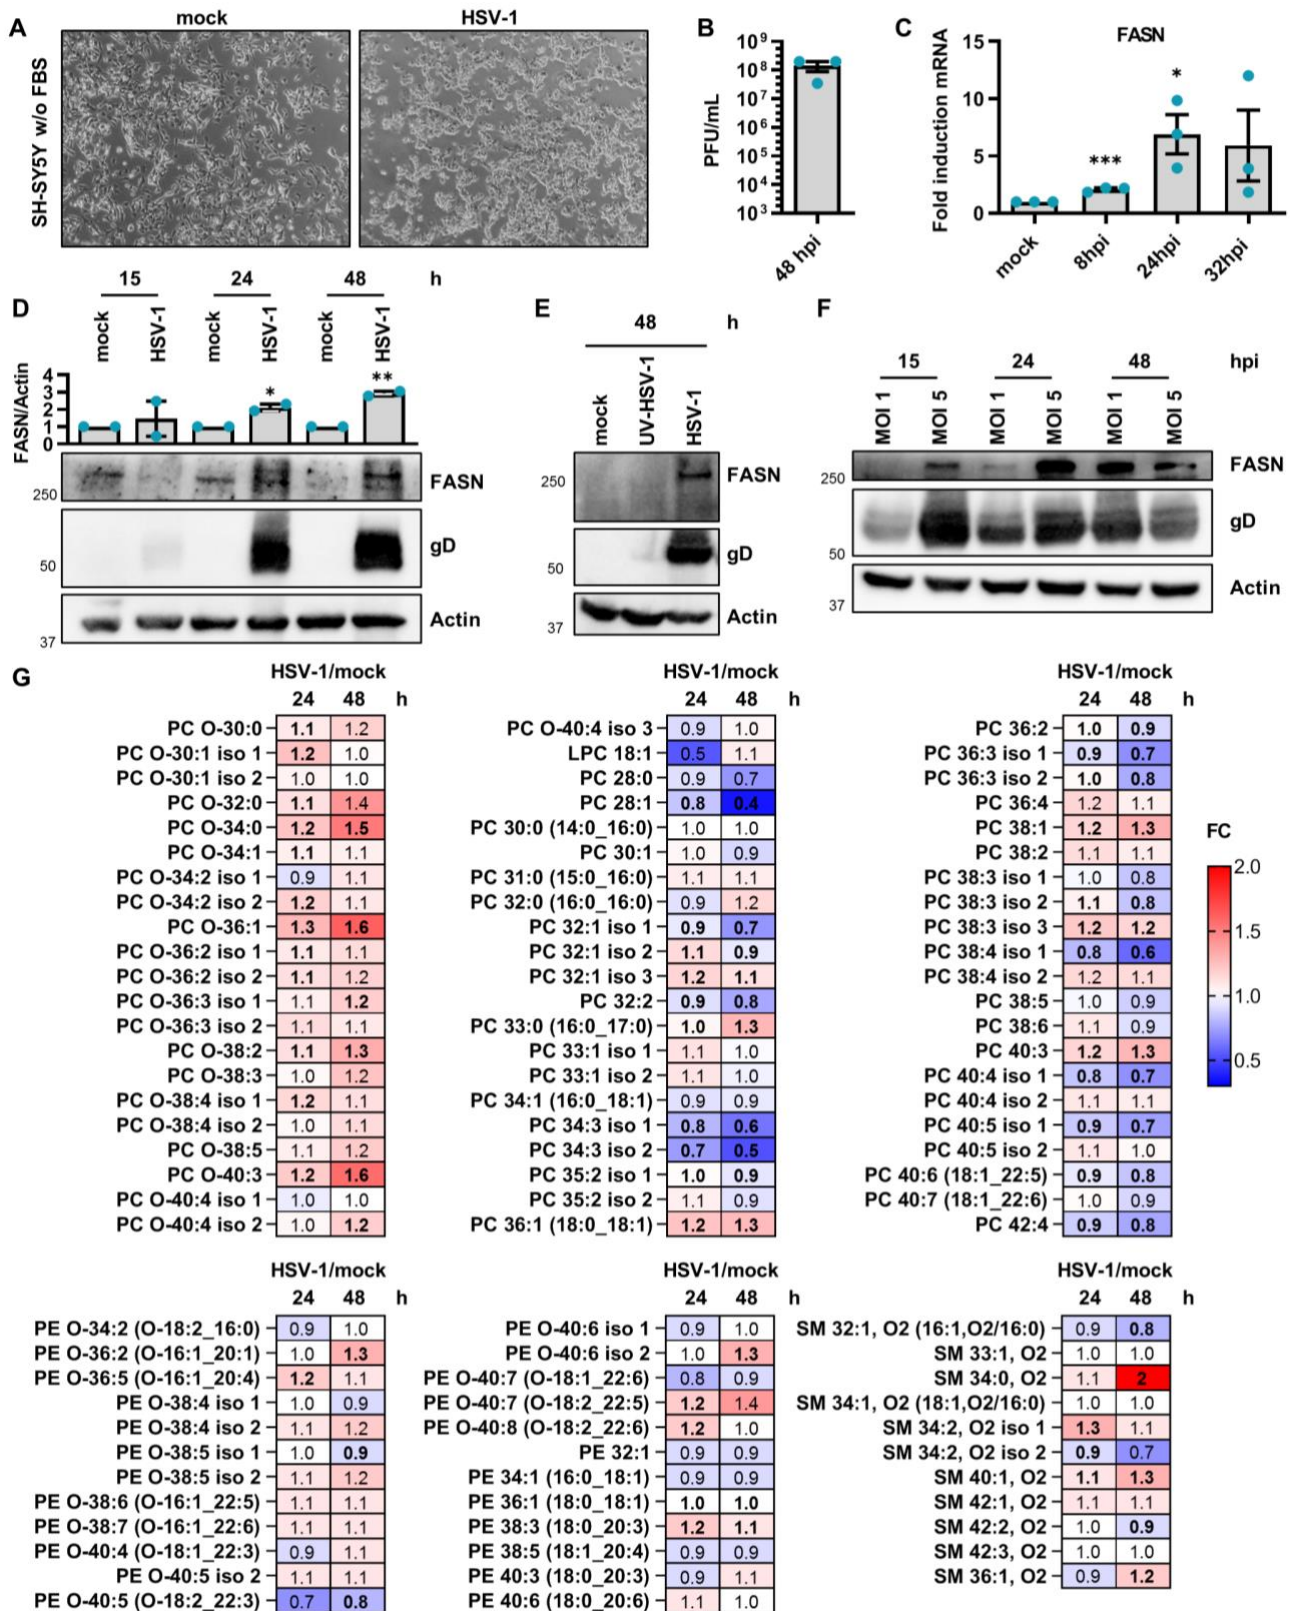 A
mock
HSV-1
SH-SY5Y w/o FBS
B
PFU/mL
10⁹
10⁸
10⁷
10⁶
10⁵
10⁴
10³
48 hpi
C
FASN
Fold induction mRNA
15
10
5
0
***
*
mock
8hpi
24hpi
32hpi
D
15 24 48 h
mock HSV-1 mock HSV-1 mock HSV-1
FASN/Actin
4
3
2
1
0
* **
250 FASN
50 gD
37 Actin
E
48 h
mock UV-HSV-1 HSV-1
250 FASN
50 gD
37 Actin
F
15 24 48 hpi
MOI 1 MOI 5 MOI 1 MOI 5 MOI 1 MOI 5
250 FASN
50 gD
37 Actin
G
HSV-1/mock
24 48 h
PC O-30:0 1.1 1.2
PC O-30:1 iso 1 1.2 1.0
PC O-30:1 iso 2 1.0 1.0
PC O-32:0 1.1 1.4
PC O-34:0 1.2 1.5
PC O-34:1 1.1 1.1
PC O-34:2 iso 1 0.9 1.1
PC O-34:2 iso 2 1.2 1.1
PC O-36:1 1.3 1.6
PC O-36:2 iso 1 1.1 1.1
PC O-36:2 iso 2 1.1 1.2
PC O-36:3 iso 1 1.1 1.2
PC O-36:3 iso 2 1.1 1.1
PC O-38:2 1.1 1.3
PC O-38:3 1.0 1.2
PC O-38:4 iso 1 1.2 1.1
PC O-38:4 iso 2 1.0 1.1
PC O-38:5 1.1 1.2
PC O-40:3 1.2 1.6
PC O-40:4 iso 1 1.0 1.0
PC O-40:4 iso 2 1.0 1.2
HSV-1/mock
24 48 h
PC O-40:4 iso 3 0.9 1.0
LPC 18:1 0.5 1.1
PC 28:0 0.9 0.7
PC 28:1 0.8 0.4
PC 30:0 (14:0_16:0) 1.0 1.0
PC 30:1 1.0 0.9
PC 31:0 (15:0_16:0) 1.1 1.1
PC 32:0 (16:0_16:0) 0.9 1.2
PC 32:1 iso 1 0.9 0.7
PC 32:1 iso 2 1.1 0.9
PC 32:1 iso 3 1.2 1.1
PC 32:2 0.9 0.8
PC 33:0 (16:0_17:0) 1.0 1.3
PC 33:1 iso 1 1.1 1.0
PC 33:1 iso 2 1.1 1.0
PC 34:1 (16:0_18:1) 0.9 0.9
PC 34:3 iso 1 0.8 0.6
PC 34:3 iso 2 0.7 0.5
PC 35:2 iso 1 1.0 0.9
PC 35:2 iso 2 1.1 0.9
PC 36:1 (18:0_18:1) 1.2 1.3
HSV-1/mock
24 48 h
PC 36:2 1.0 0.9
PC 36:3 iso 1 0.9 0.7
PC 36:3 iso 2 1.0 0.8
PC 36:4 1.2 1.1
PC 38:1 1.2 1.3
PC 38:2 1.1 1.1
PC 38:3 iso 1 1.0 0.8
PC 38:3 iso 2 1.1 0.8
PC 38:3 iso 3 1.2 1.2
PC 38:4 iso 1 0.8 0.6
PC 38:4 iso 2 1.2 1.1
PC 38:5 1.0 0.9
PC 38:6 1.1 0.9
PC 40:3 1.2 1.3
PC 40:4 iso 1 0.8 0.7
PC 40:4 iso 2 1.1 1.1
PC 40:5 iso 1 0.9 0.7
PC 40:5 iso 2 1.1 1.0
PC 40:6 (18:1_22:5) 0.9 0.8
PC 40:7 (18:1_22:6) 1.0 0.9
PC 42:4 0.9 0.8
FC
2.0
1.5
1.0
0.5
HSV-1/mock
24 48 h
PE O-34:2 (O-18:2_16:0) 0.9 1.0
PE O-36:2 (O-16:1_20:1) 1.0 1.3
PE O-36:5 (O-16:1_20:4) 1.2 1.1
PE O-38:4 iso 1 1.0 0.9
PE O-38:4 iso 2 1.1 1.2
PE O-38:5 iso 1 1.0 0.9
PE O-38:5 iso 2 1.1 1.2
PE O-38:6 (O-16:1_22:5) 1.1 1.1
PE O-38:7 (O-16:1_22:6) 1.1 1.1
PE O-40:4 (O-18:1_22:3) 0.9 1.1
PE O-40:5 iso 2 1.1 1.1
PE O-40:5 (O-18:2_22:3) 0.7 0.8
HSV-1/mock
24 48 h
PE O-40:6 iso 1 0.9 1.0
PE O-40:6 iso 2 1.0 1.3
PE O-40:7 (O-18:1_22:6) 0.8 0.9
PE O-40:7 (O-18:2_22:5) 1.2 1.4
PE O-40:8 (O-18:2_22:6) 1.2 1.0
PE 32:1 0.9 0.9
PE 34:1 (16:0_18:1) 0.9 0.9
PE 36:1 (18:0_18:1) 1.0 1.0
PE 38:3 (18:0_20:3) 1.2 1.1
PE 38:5 (18:1_20:4) 0.9 0.9
PE 40:3 (18:0_20:3) 0.9 1.1
PE 40:6 (18:0_20:6) 1.1 1.0
HSV-1/mock
24 48 h
SM 32:1, O2 (16:1,O2/16:0) 0.9 0.8
SM 33:1, O2 1.0 1.0
SM 34:0, O2 1.1 2
SM 34:1, O2 (18:1,O2/16:0) 1.0 1.0
SM 34:2, O2 iso 1 1.3 1.1
SM 34:2, O2 iso 2 0.9 0.7
SM 40:1, O2 1.1 1.3
SM 42:1, O2 1.1 1.1
SM 42:2, O2 1.0 0.9
SM 42:3, O2 1.0 1.0
SM 36:1, O2 0.9 1.2